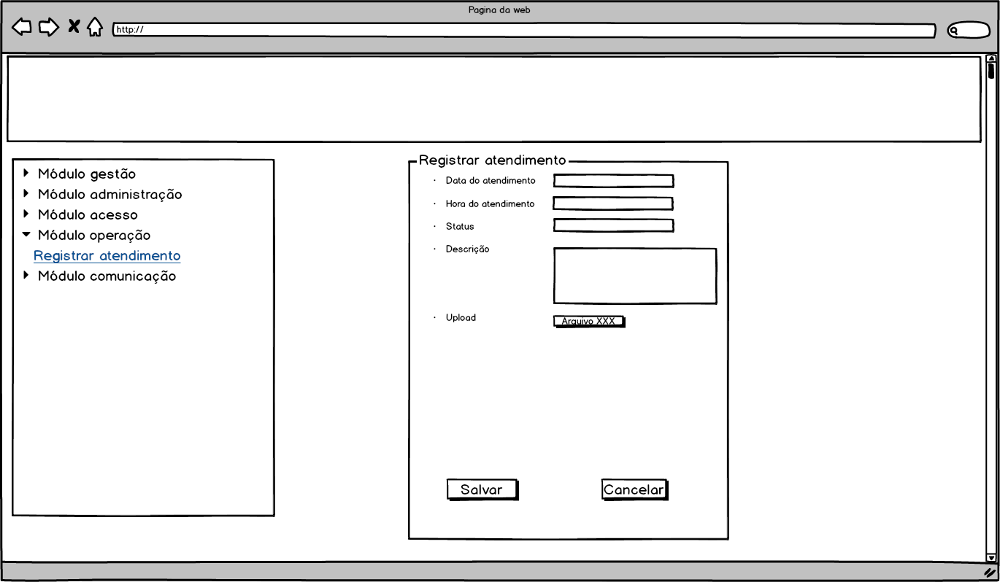 Pagina da web
http://
Módulo gestão
Módulo administração
Módulo acesso
Módulo operação
Registrar atendimento
Módulo comunicação
Registrar atendimento
Data do atendimento
Hora do atendimento
Status
Descrição
Upload
Arquivo XXX
Salvar
Cancelar